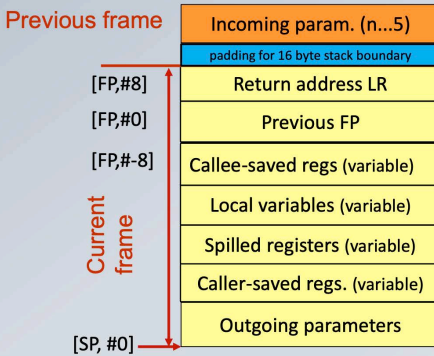 Previous frame
Incoming param. (n...5)
padding for 16 byte stack boundary
[FP,#8]
Return address LR
[FP,#0]
Previous FP
[FP,#-8]
Callee-saved regs (variable)
Local variables (variable)
Current
frame
Spilled registers (variable)
Caller-saved regs. (variable)
Outgoing parameters
[SP, #0]